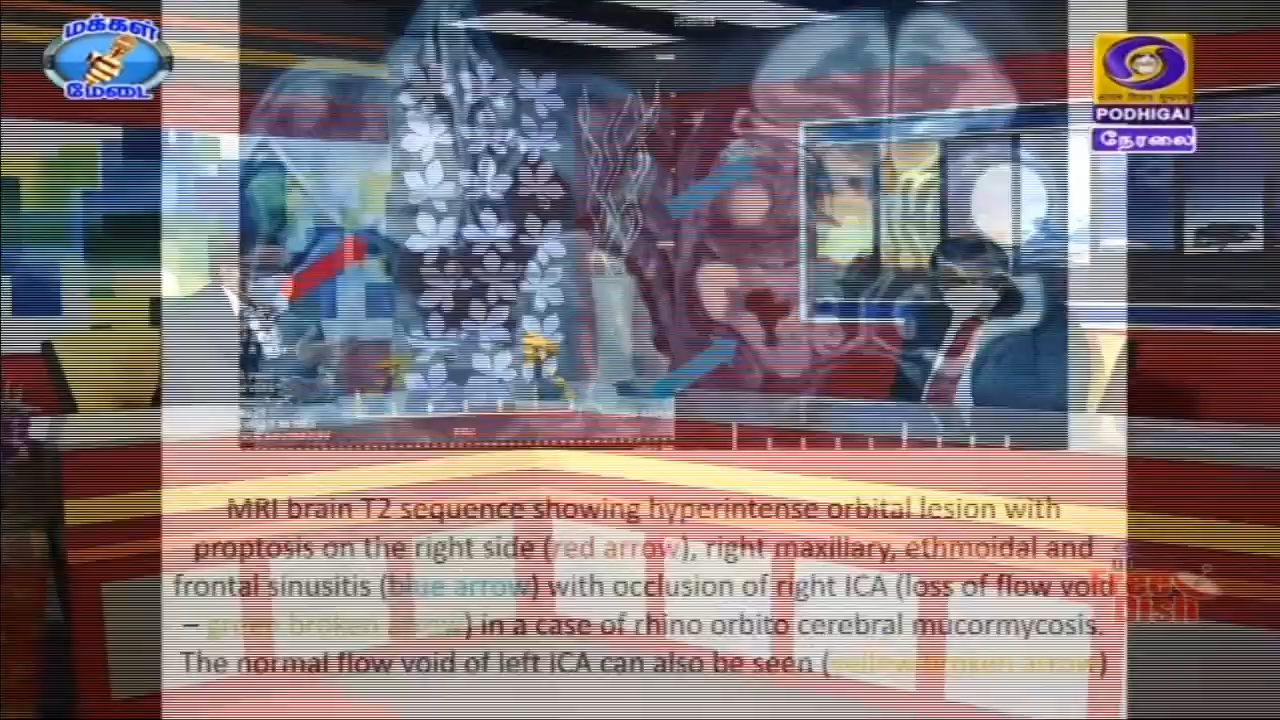 மக்கள்
மேடை
PODHIGAI
நேரலை
MRI brain T2 sequence showing hyperintense orbital lesion with
proptosis on the right side (red arrow), right maxillary, ethmoidal and
frontal sinusitis (blue arrow) with occlusion of right ICA (loss of flow void
– green broken arrow) in a case of rhino orbito cerebral mucormycosis.
The normal flow void of left ICA can also be seen (yellow broken arrow)
DD
free
Dish